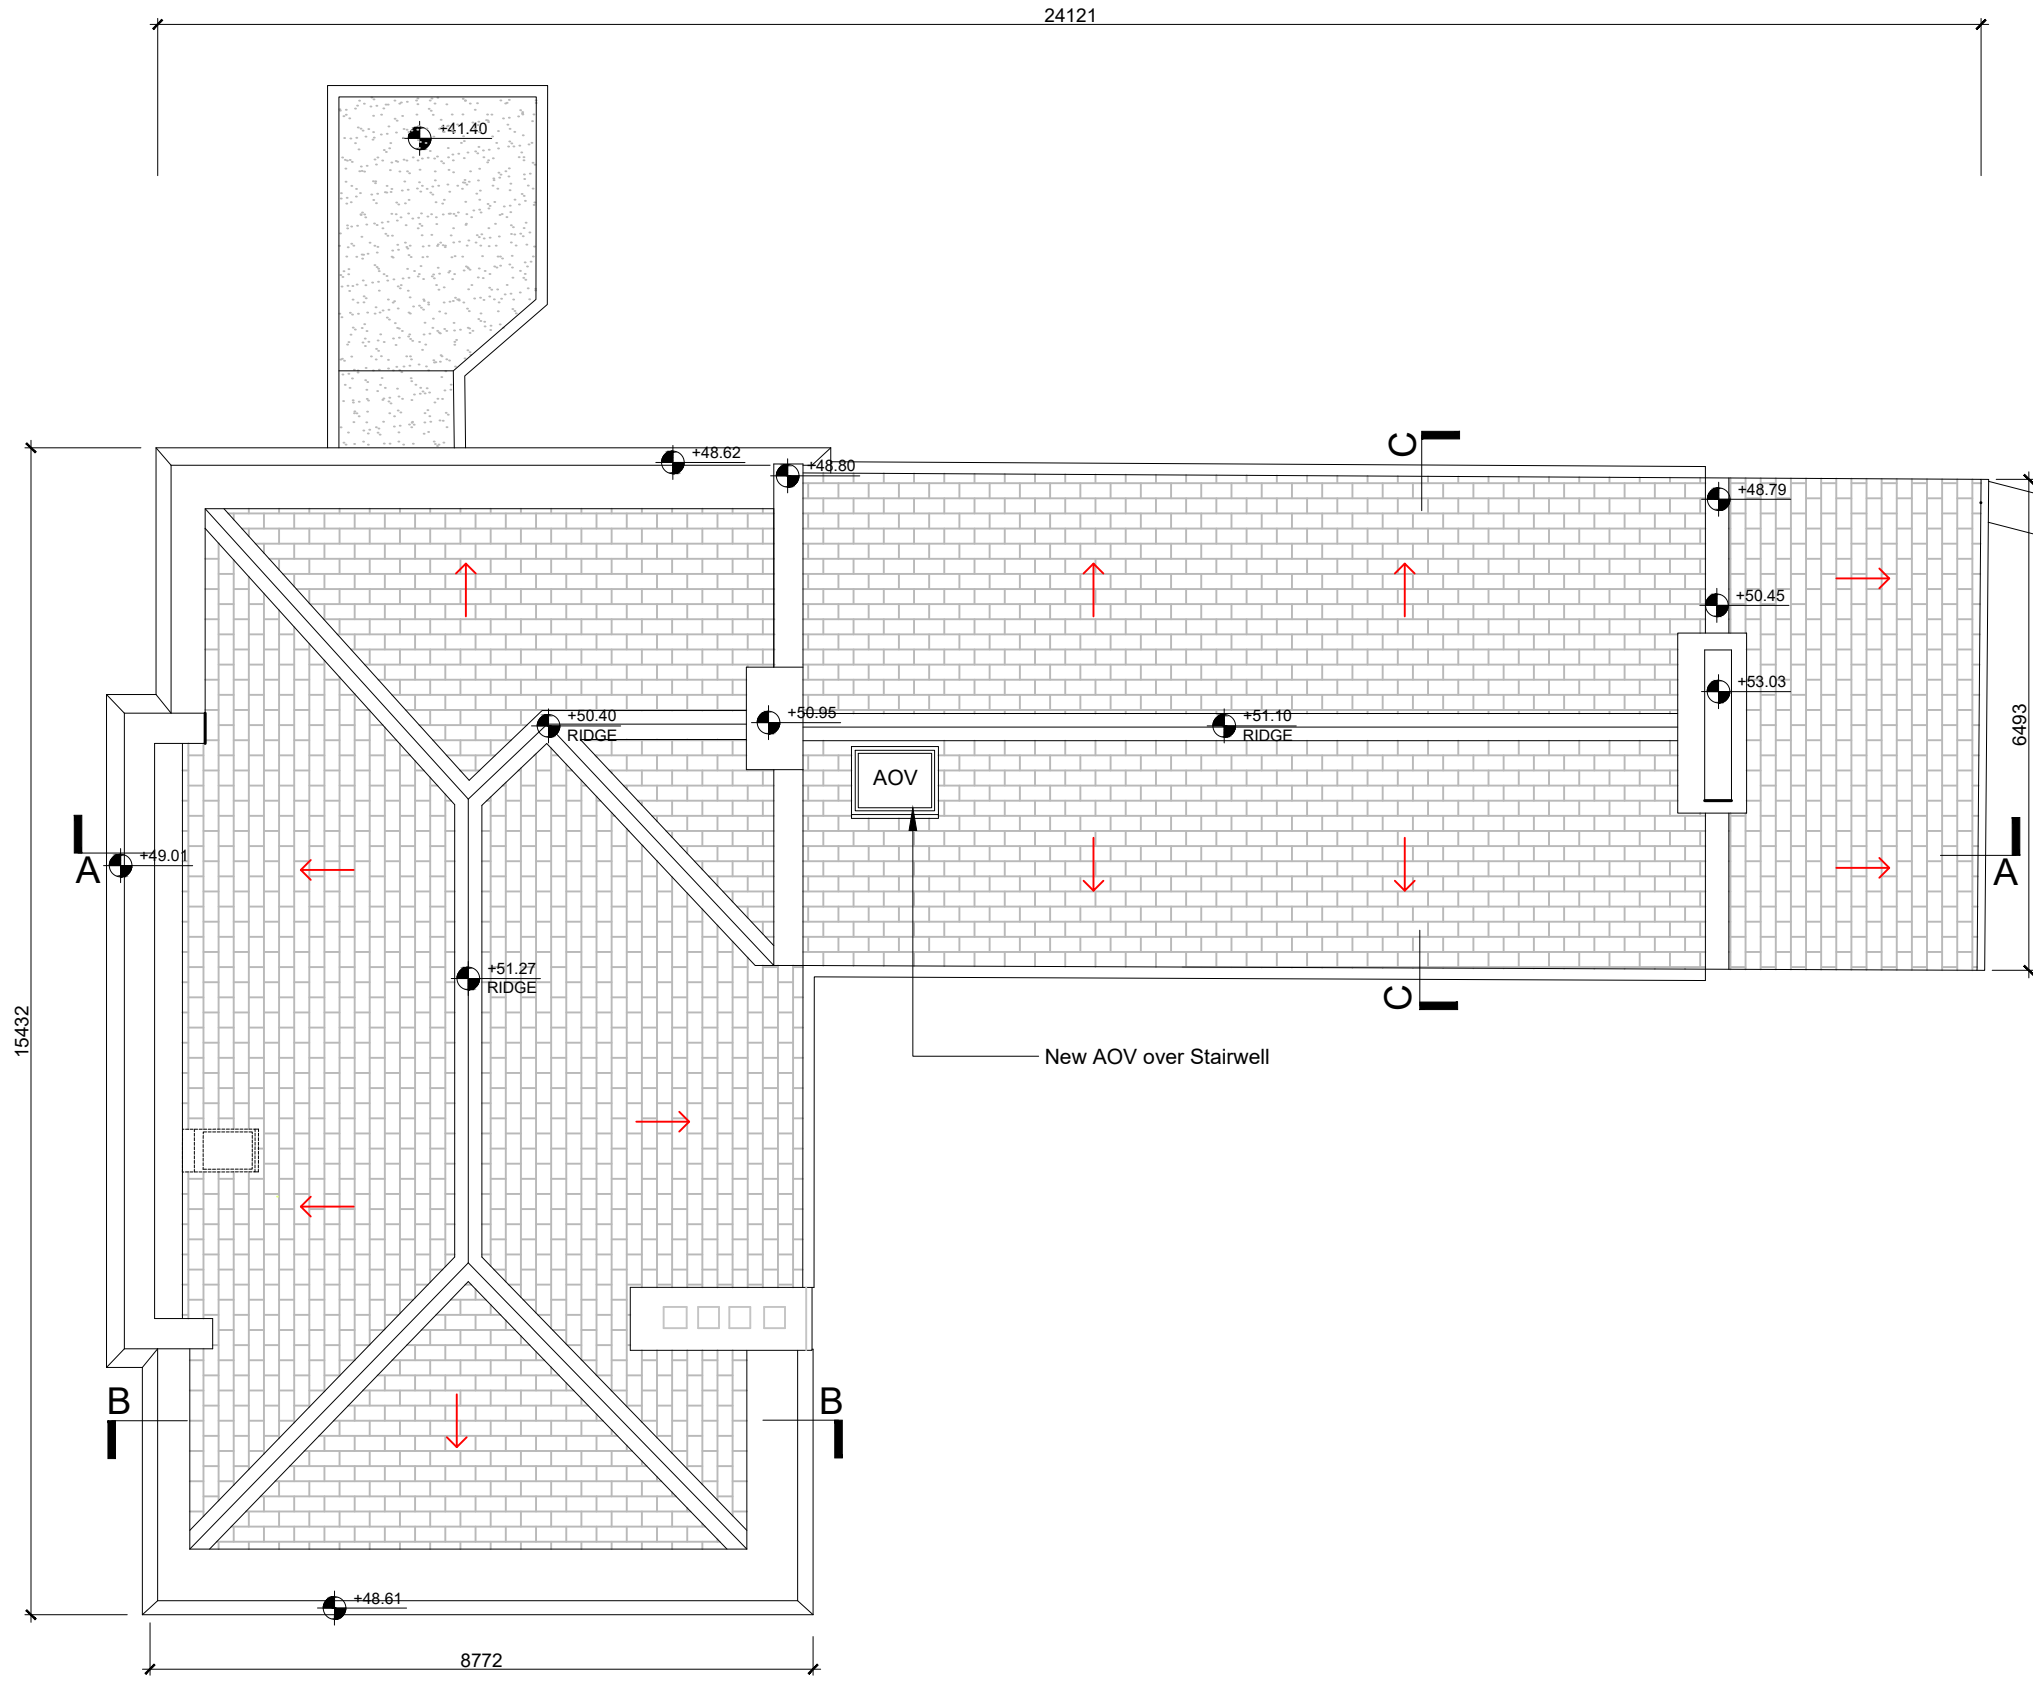 24121
+41.40
C
+48.62
+48.80
+48.79
+50.45
+53.03
+50.40
RIDGE
+50.95
+51.10
RIDGE
6493
AOV
A
+49.01
A
+51.27
RIDGE
C
15432
New AOV over Stairwell
B
B
+48.61
8772